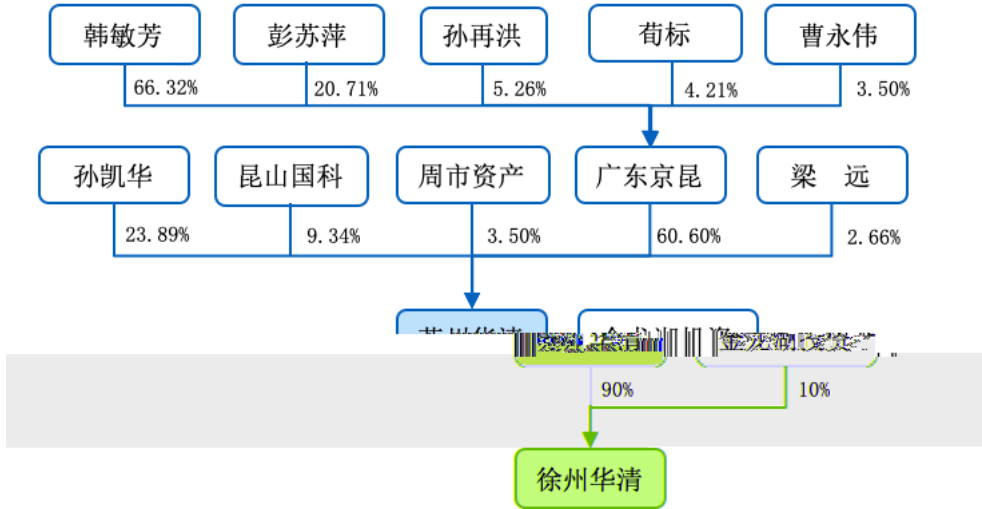 韩敏芳 彭苏萍 孙再洪 荀标 曹永伟
66.32% 20.71% 5.26% 4.21% 3.50%
孙凯华 昆山国科 周市资产 广东京昆 梁 远
23.89% 9.34% 3.50% 60.60% 2.66%
90% 10%
徐州华清